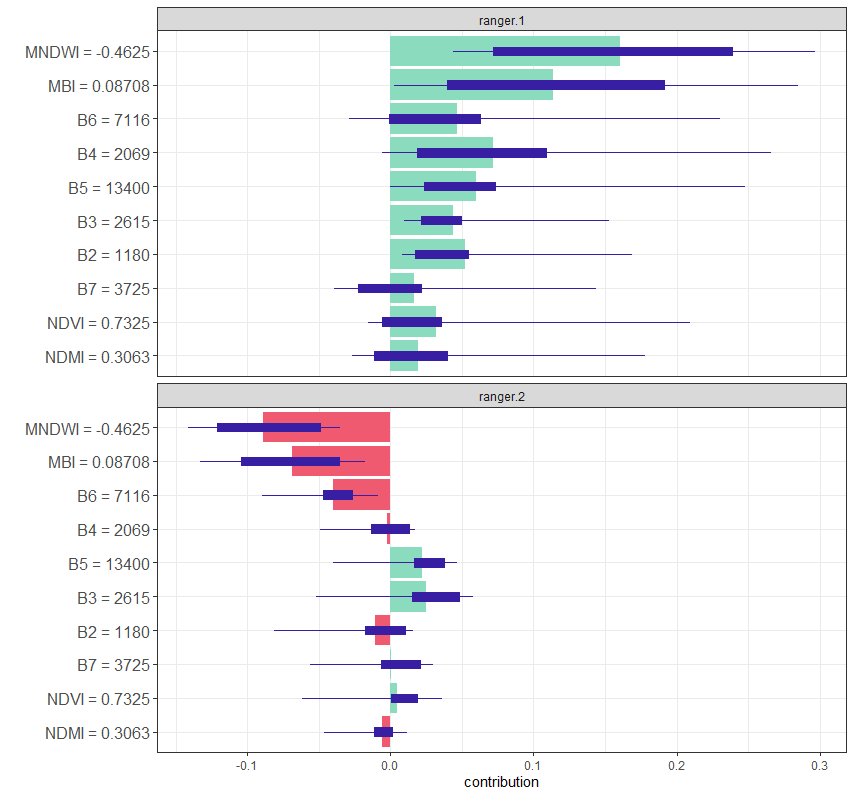 ranger.1
MNDWI = -0.4625
MBI = 0.08708
B6 = 7116
B4 = 2069
B5 = 13400
B3 = 2615
B2 = 1180
B7 = 3725
NDVI = 0.7325
NDMI = 0.3063
ranger.2
MNDWI = -0.4625
MBI = 0.08708
B6 = 7116
B4 = 2069
B5 = 13400
B3 = 2615
B2 = 1180
B7 = 3725
NDVI = 0.7325
NDMI = 0.3063
-0.1 0.0 0.1 0.2 0.3
contribution